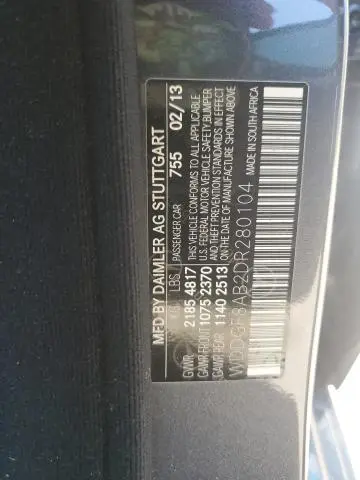 MFD BY DAIMLER AG STUTTGART
KG LBS PASSENGER CAR 755 02/13
GVWR 2185 4817 THIS VEHICLE CONFORMS TO ALL APPLICABLE
GAWR FRONT 1075 2370 U.S. FEDERAL MOTOR VEHICLE SAFETY, BUMPER
GAWR REAR 1140 2513 AND THEFT PREVENTION STANDARDS IN EFFECT
ON DATE OF MANUFACTURE SHOWN ABOVE
WDDGF8AB2DR280104 MADE IN SOUTH AFRICA